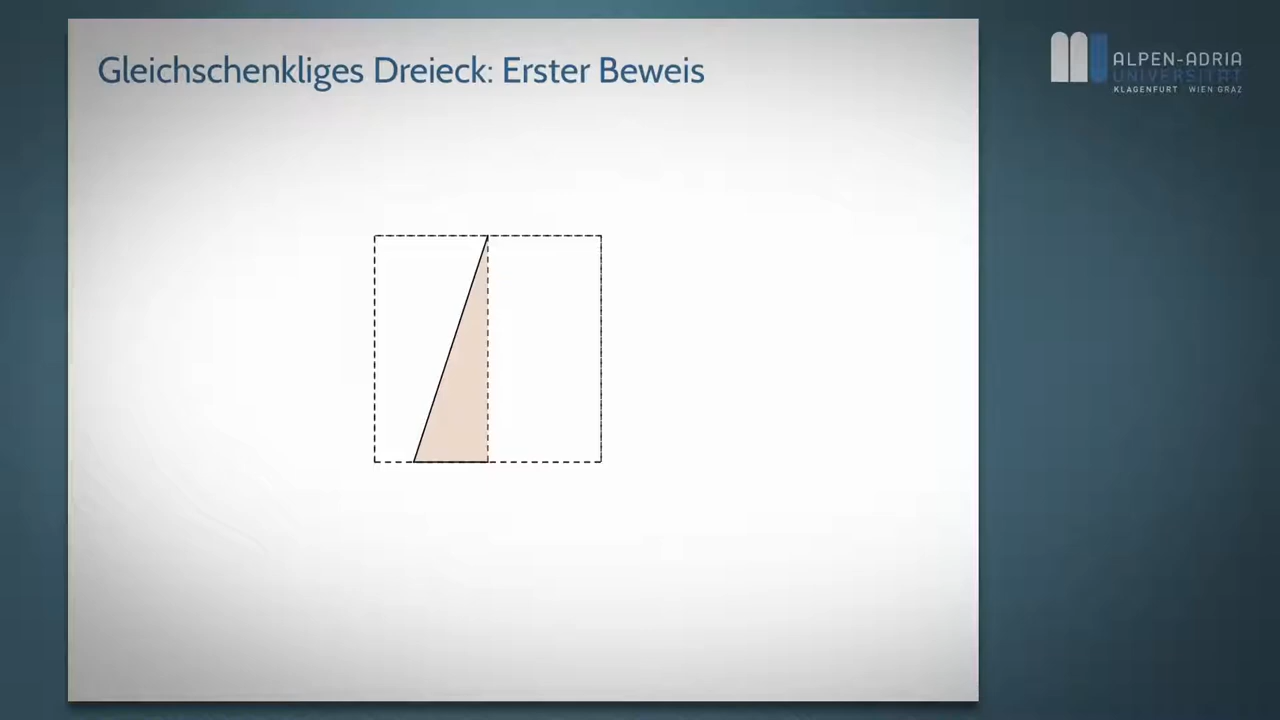 Gleichschenkliges Dreieck: Erster Beweis
ALPEN-ADRIA
UNIVERSITÄT
KLAGENFURT WIEN GRAZ